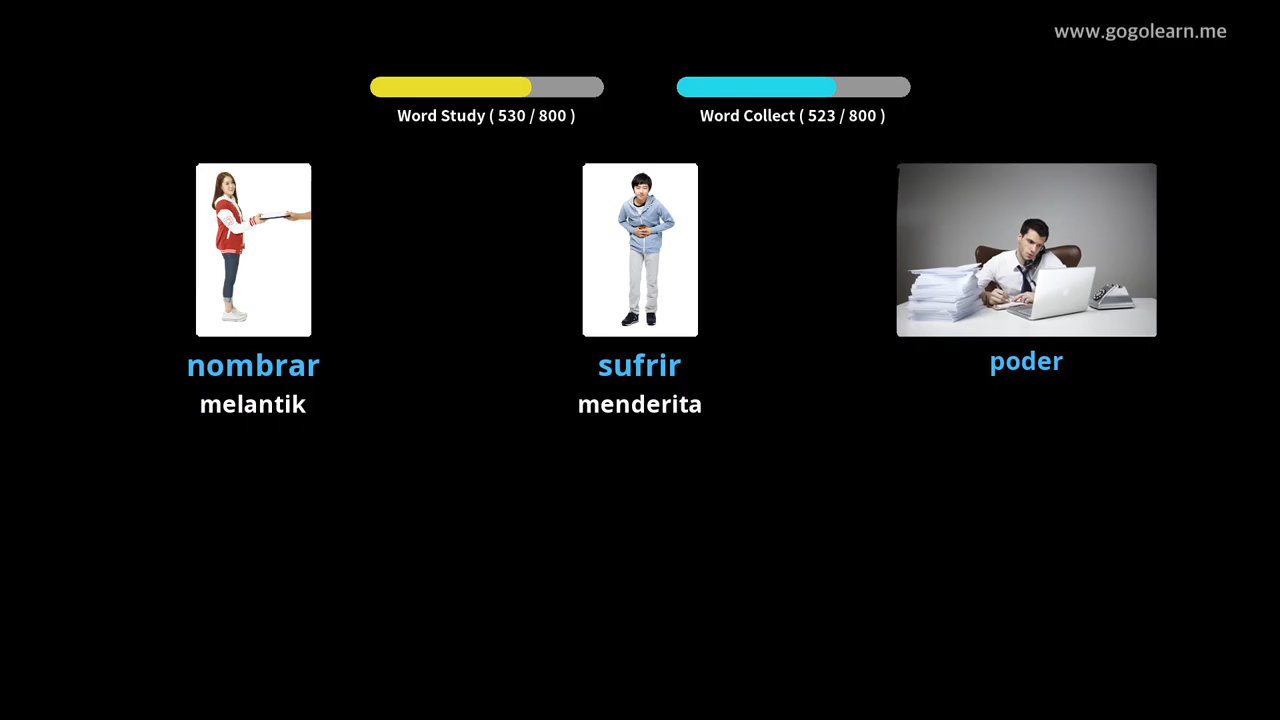 www.gogolearn.me
Word Study ( 530 / 800 )
Word Collect ( 523 / 800 )
nombrar
melantik
sufrir
menderita
poder